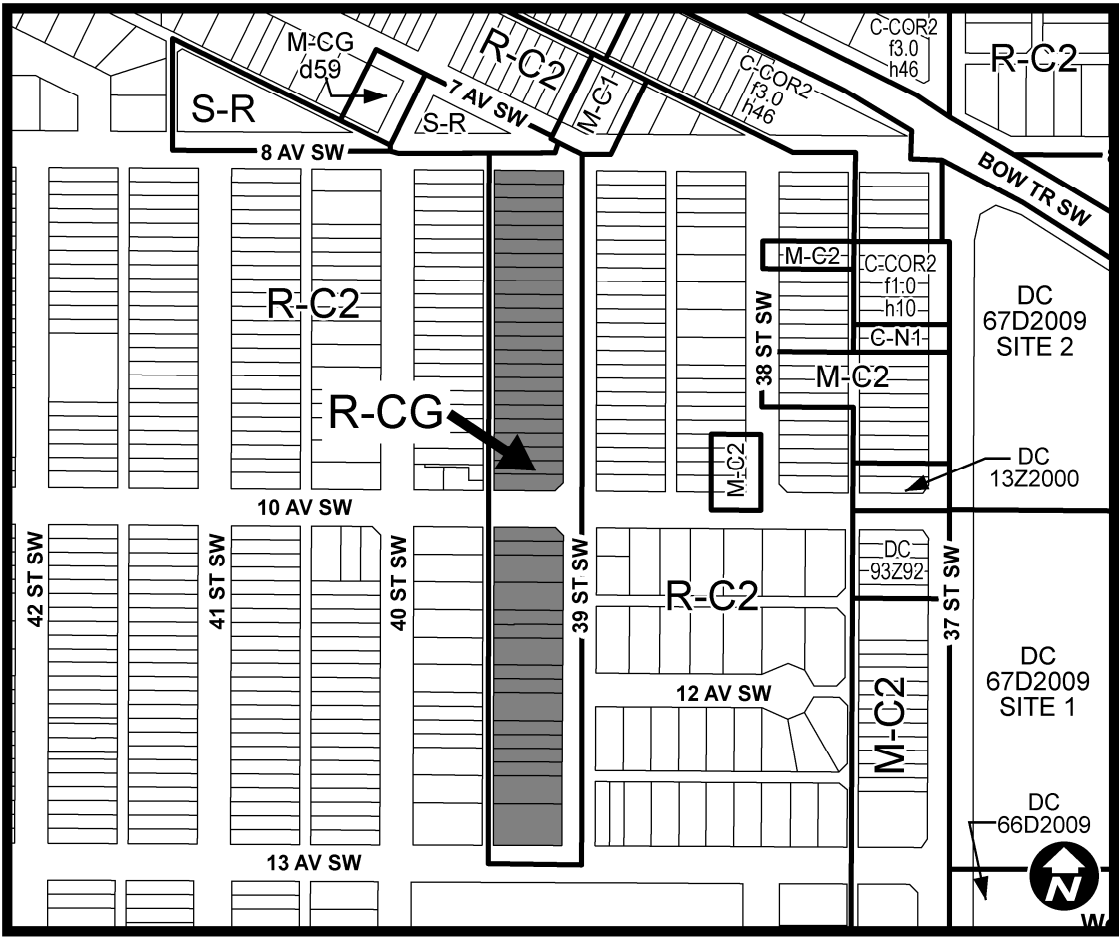 M-CG
d59
R-C2
C-COR2
f3.0
h46
C-COR2
f3.0
h46
R-C2
S-R
7 AV SW
S-R
M-C1
8 AV SW
BOW TR SW
M-C2
C-COR2
f1.0
h10
R-C2
38 ST SW
DC
67D2009
SITE 2
C-N1
M-C2
R-CG
M-C2
DC
13Z2000
10 AV SW
42 ST SW
41 ST SW
40 ST SW
39 ST SW
DC
93Z92
37 ST SW
R-C2
12 AV SW
M-C2
DC
67D2009
SITE 1
DC
66D2009
13 AV SW
N